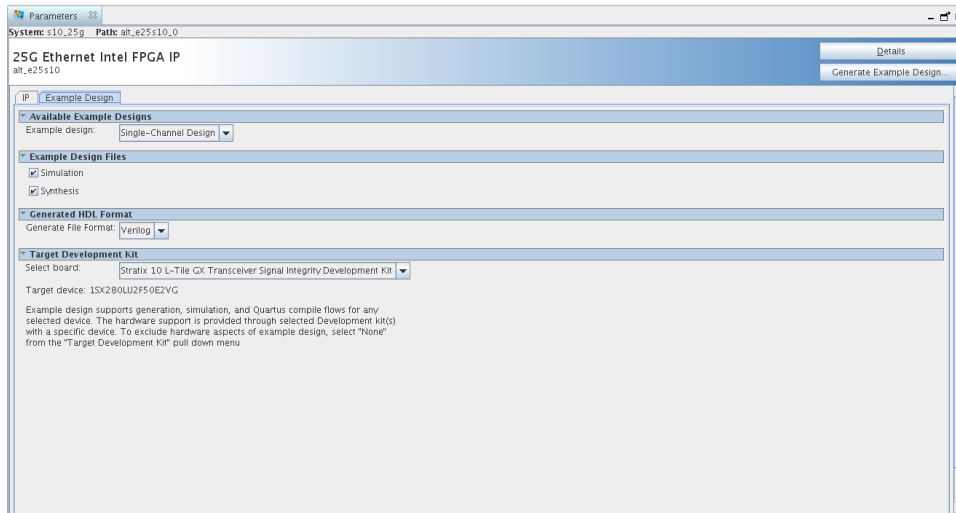 Parameters
System: s10_25g Path: alt_e25s10_0
25G Ethernet Intel FPGA IP
alt_e25s10
Details
Generate Example Design...
IP Example Design
Available Example Designs
Example design: Single-Channel Design
Example Design Files
Simulation
Synthesis
Generated HDL Format
Generate File Format: Verilog
Target Development Kit
Select board: Stratix 10 L-Tile GX Transceiver Signal Integrity Development Kit
Target device: 1SX280LU2F50E2VG
Example design supports generation, simulation, and Quartus compile flows for any
selected device. The hardware support is provided through selected Development kit(s)
with a specific device. To exclude hardware aspects of example design, select "None"
from the "Target Development Kit" pull down menu